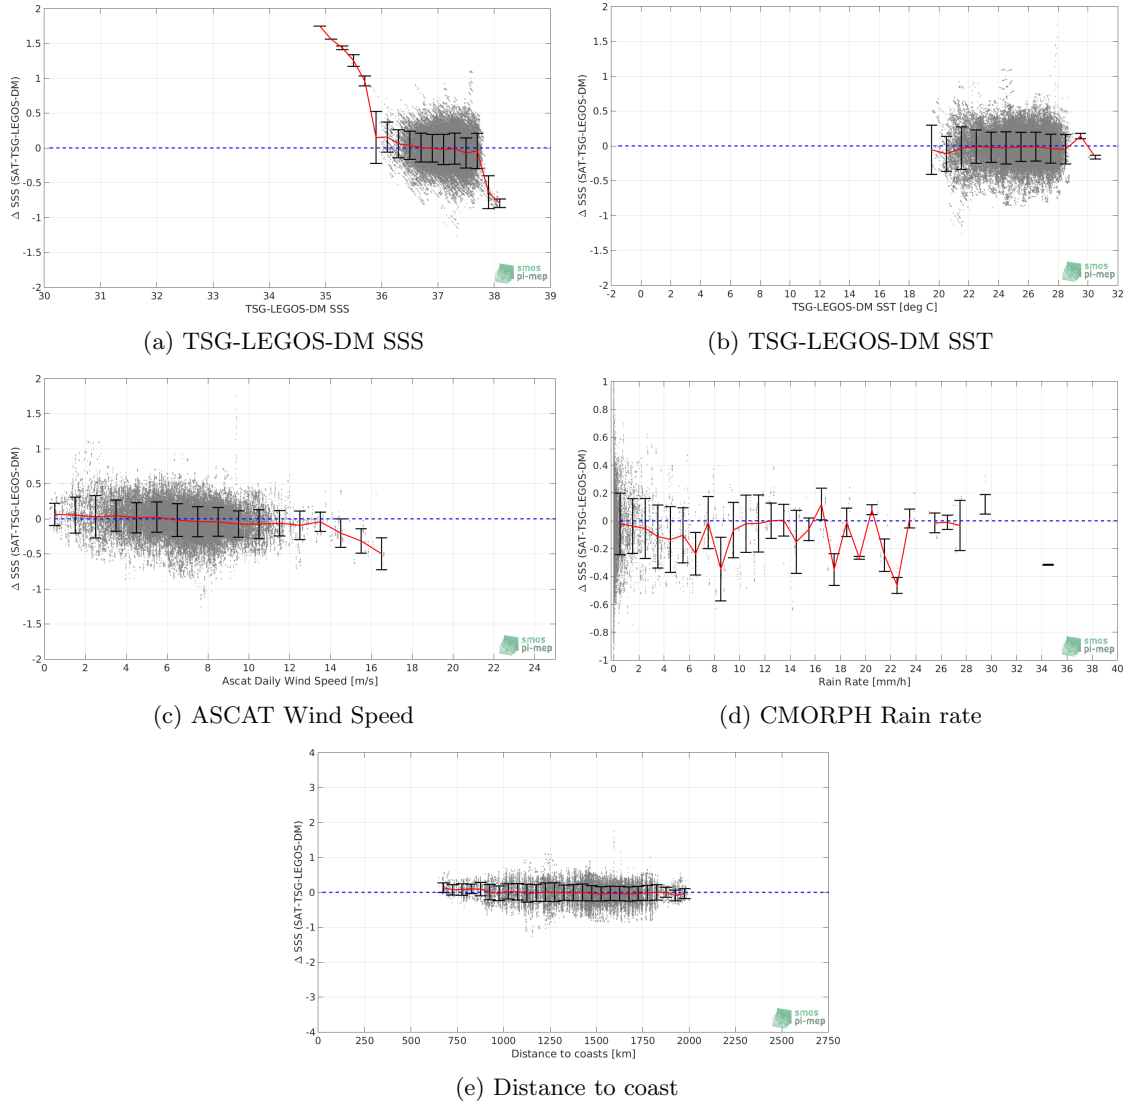 2
1.5
1
0.5
0
-0.5
-1
-1.5
-2
Δ SSS (SAT-TSG-LEGOS-DM)
30 31 32 33 34 35 36 37 38 39
TSG-LEGOS-DM SSS
smos
pi-mep
(a) TSG-LEGOS-DM SSS
2
1.5
1
0.5
0
-0.5
-1
-1.5
-2
Δ SSS (SAT-TSG-LEGOS-DM)
-2 0 2 4 6 8 10 12 14 16 18 20 22 24 26 28 30 32
TSG-LEGOS-DM SST [deg C]
smos
pi-mep
(b) TSG-LEGOS-DM SST
2
1.5
1
0.5
0
-0.5
-1
-1.5
-2
Δ SSS (SAT-TSG-LEGOS-DM)
0 2 4 6 8 10 12 14 16 18 20 22 24
Ascat Daily Wind Speed [m/s]
smos
pi-mep
(c) ASCAT Wind Speed
1
0.8
0.6
0.4
0.2
0
-0.2
-0.4
-0.6
-0.8
-1
Δ SSS (SAT-TSG-LEGOS-DM)
0 2 4 6 8 10 12 14 16 18 20 22 24 26 28 30 32 34 36 38 40
Rain Rate [mm/h]
smos
pi-mep
(d) CMORPH Rain rate
4
3
2
1
0
-1
-2
-3
-4
Δ SSS (SAT-TSG-LEGOS-DM)
0 250 500 750 1000 1250 1500 1750 2000 2250 2500 2750
Distance to coasts [km]
smos
pi-mep
(e) Distance to coast